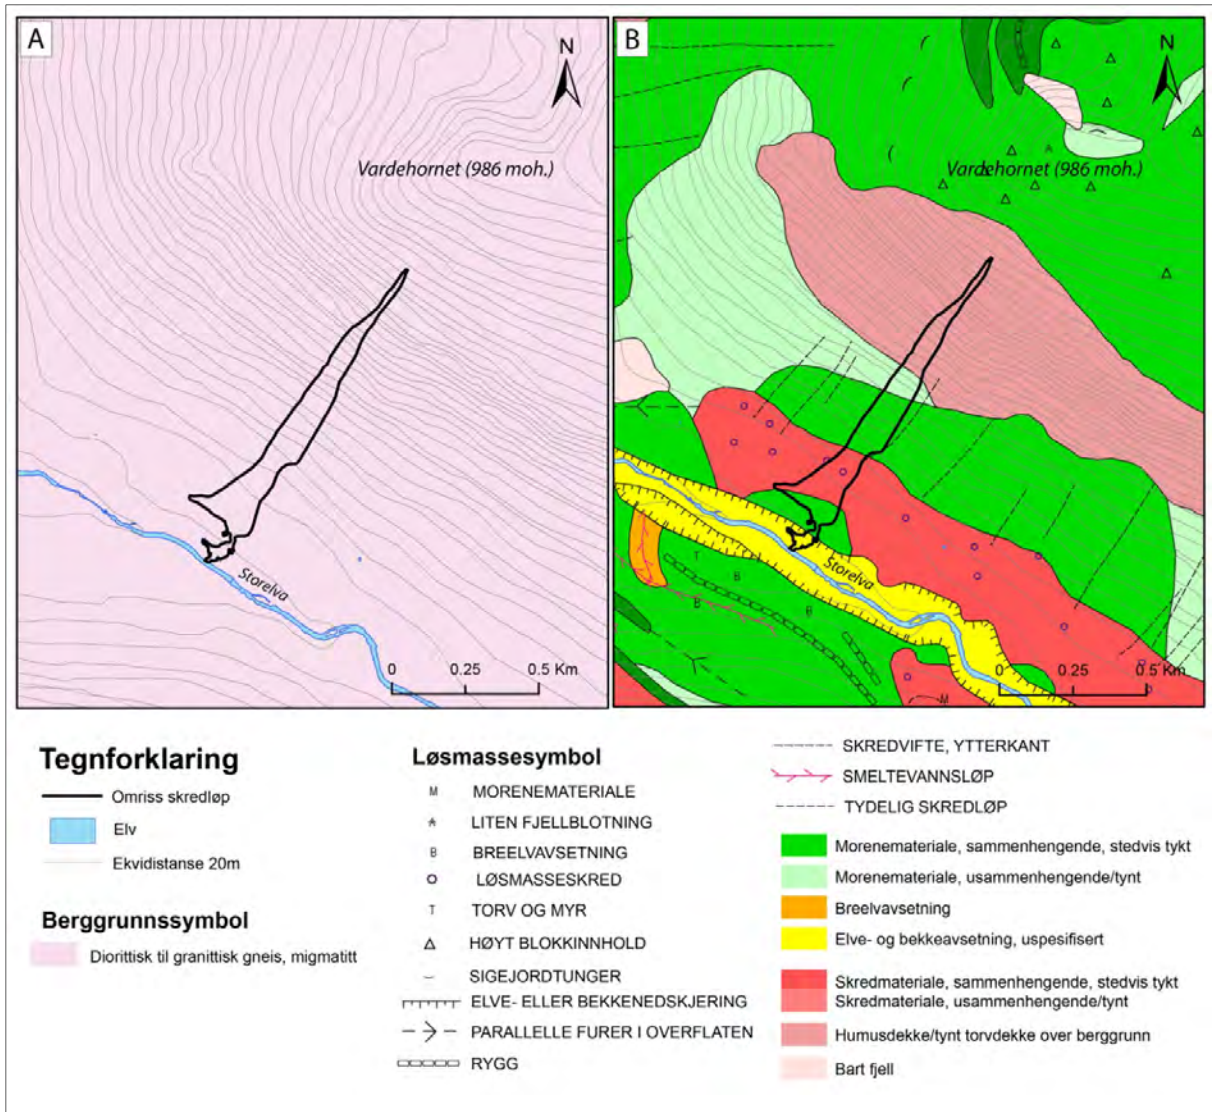 A
N
Vardehornet (986 moh.)
Storelva
0 0.25 0.5 Km
B
N
Vardehornet (986 moh.)
T
B
B
B
Storelva
M
0 0.25 0.5 Km
Tegnforklaring
Omriss skredløp
Elv
Ekvidistanse 20m
Berggrunnssymbol
Diorittisk til granittisk gneis, migmatitt
Løsmassesymbol
M MORENEMATERIALE
LITEN FJELLBLOTNING
B BREELVAVSETNING
LØSMASSESKRED
T TORV OG MYR
HØYT BLOKKINNHOLD
SIGEJORDTUNGER
ELVE- ELLER BEKKENEDSKJERING
PARALLELLE FURER I OVERFLATEN
RYGG
SKREDVIFTE, YTTERKANT
SMELTEVANNSLØP
TYDELIG SKREDLØP
Morenemateriale, sammenhengende, stedvis tykt
Morenemateriale, usammenhengende/tynt
Breelvavsetning
Elve- og bekkeavsetning, uspesifisert
Skredmateriale, sammenhengende, stedvis tykt
Skredmateriale, usammenhengende/tynt
Humusdekke/tynt torvdekke over berggrunn
Bart fjell